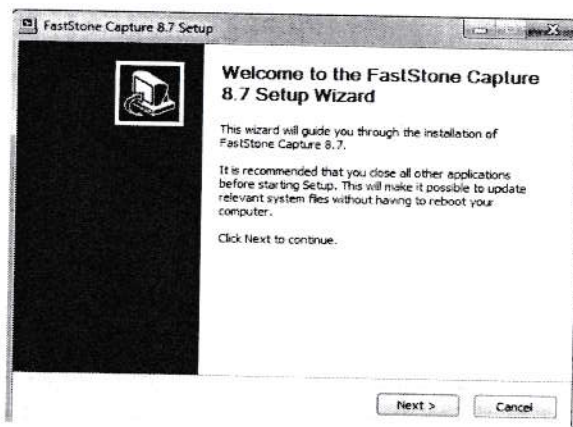 FastStone Capture 8.7 Setup
Welcome to the FastStone Capture
8.7 Setup Wizard
This wizard will guide you through the installation of
FastStone Capture 8.7.
It is recommended that you close all other applications
before starting Setup. This will make it possible to update
relevant system files without having to reboot your
computer.
Click Next to continue.
Next >
Cancel